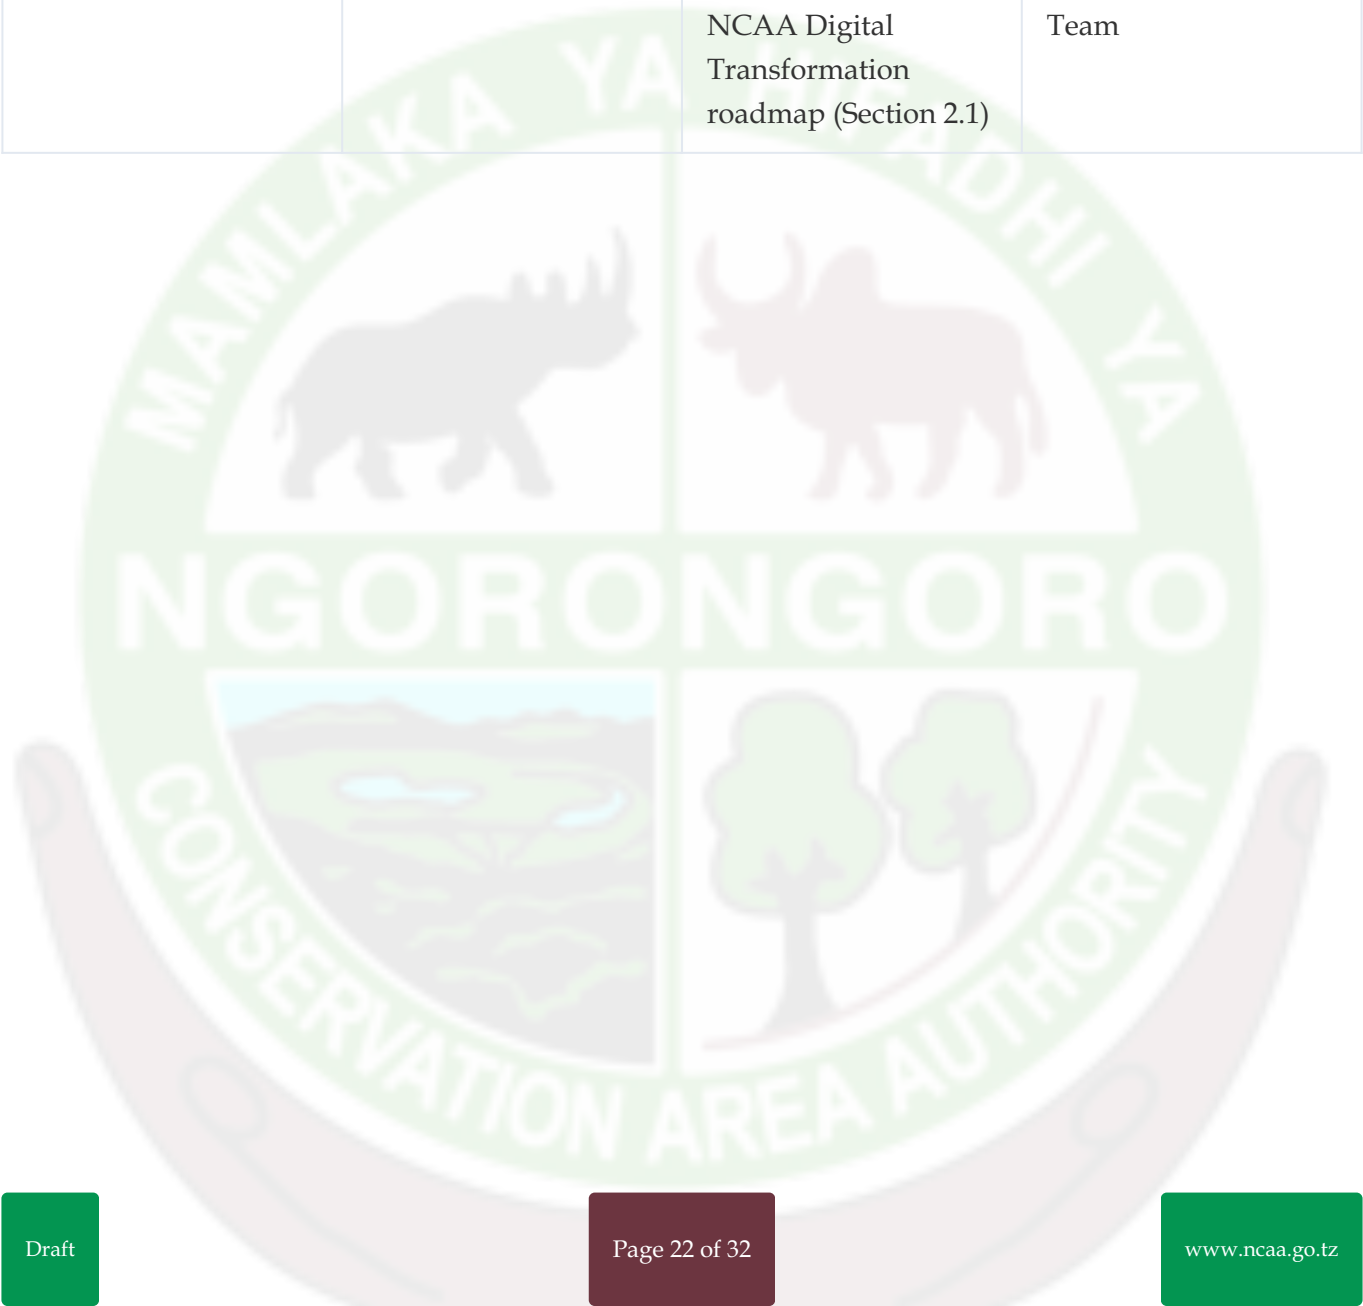 NCAA Digital
Team
Transformation
roadmap (Section 2.1)
MAMLAKA YA HIFADHI YA
NGORONGORO
CONSERVATION AREA AUTHORITY
Draft
Page 22 of 32
www.ncaa.go.tz